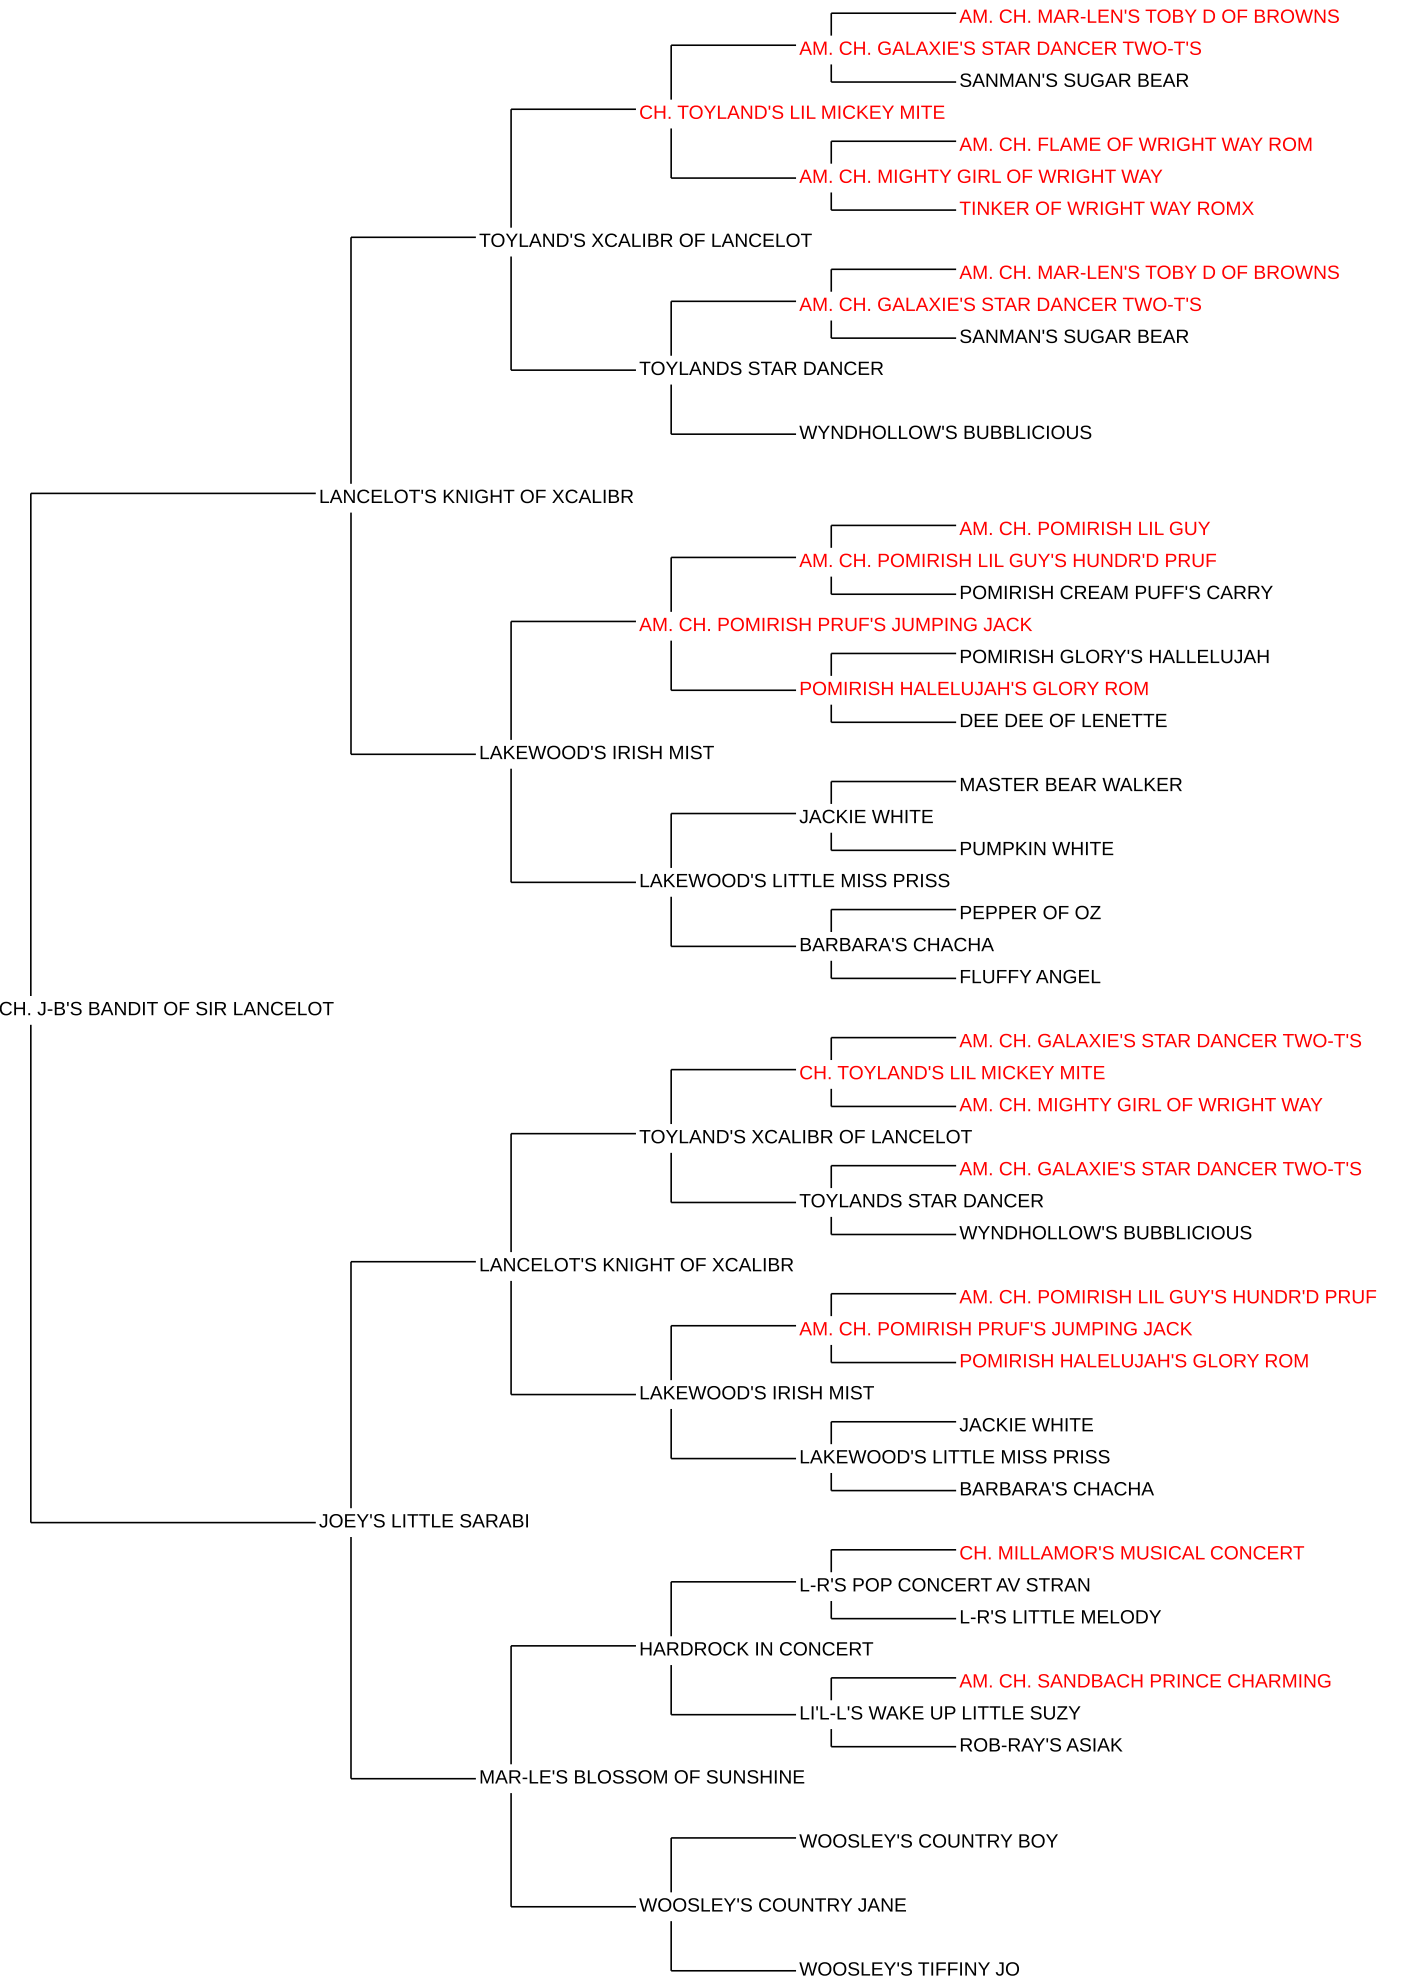 AM. CH. MAR-LEN'S TOBY D OF BROWNS
AM. CH. GALAXIE'S STAR DANCER TWO-T'S
SANMAN'S SUGAR BEAR
CH. TOYLAND'S LIL MICKEY MITE
AM. CH. FLAME OF WRIGHT WAY ROM
AM. CH. MIGHTY GIRL OF WRIGHT WAY
TINKER OF WRIGHT WAY ROMX
TOYLAND'S XCALIBR OF LANCELOT
AM. CH. MAR-LEN'S TOBY D OF BROWNS
AM. CH. GALAXIE'S STAR DANCER TWO-T'S
SANMAN'S SUGAR BEAR
TOYLANDS STAR DANCER
WYNDHOLLOW'S BUBBLICIOUS
LANCELOT'S KNIGHT OF XCALIBR
AM. CH. POMIRISH LIL GUY
AM. CH. POMIRISH LIL GUY'S HUNDR'D PRUF
POMIRISH CREAM PUFF'S CARRY
AM. CH. POMIRISH PRUF'S JUMPING JACK
POMIRISH GLORY'S HALLELUJAH
POMIRISH HALELUJAH'S GLORY ROM
DEE DEE OF LENETTE
LAKEWOOD'S IRISH MIST
MASTER BEAR WALKER
JACKIE WHITE
PUMPKIN WHITE
LAKEWOOD'S LITTLE MISS PRISS
PEPPER OF OZ
BARBARA'S CHACHA
FLUFFY ANGEL
CH. J-B'S BANDIT OF SIR LANCELOT
AM. CH. GALAXIE'S STAR DANCER TWO-T'S
CH. TOYLAND'S LIL MICKEY MITE
AM. CH. MIGHTY GIRL OF WRIGHT WAY
TOYLAND'S XCALIBR OF LANCELOT
AM. CH. GALAXIE'S STAR DANCER TWO-T'S
TOYLANDS STAR DANCER
WYNDHOLLOW'S BUBBLICIOUS
LANCELOT'S KNIGHT OF XCALIBR
AM. CH. POMIRISH LIL GUY'S HUNDR'D PRUF
AM. CH. POMIRISH PRUF'S JUMPING JACK
POMIRISH HALELUJAH'S GLORY ROM
LAKEWOOD'S IRISH MIST
JACKIE WHITE
LAKEWOOD'S LITTLE MISS PRISS
BARBARA'S CHACHA
JOEY'S LITTLE SARABI
CH. MILLAMOR'S MUSICAL CONCERT
L-R'S POP CONCERT AV STRAN
L-R'S LITTLE MELODY
HARDROCK IN CONCERT
AM. CH. SANDBACH PRINCE CHARMING
LI'L-L'S WAKE UP LITTLE SUZY
ROB-RAY'S ASIAK
MAR-LE'S BLOSSOM OF SUNSHINE
WOOSLEY'S COUNTRY BOY
WOOSLEY'S COUNTRY JANE
WOOSLEY'S TIFFINY JO